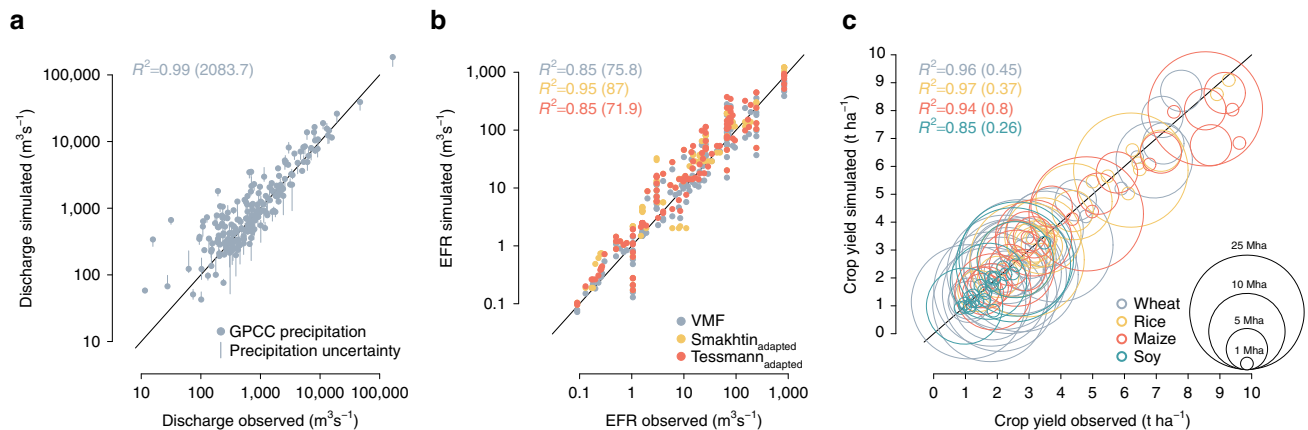 a
R²=0.99 (2083.7)
100,000
10,000
1,000
100
10
Discharge simulated (m³s⁻¹)
GPCC precipitation
Precipitation uncertainty
10
100
1,000
10,000
100,000
Discharge observed (m³s⁻¹)
b
R²=0.85 (75.8)
R²=0.95 (87)
R²=0.85 (71.9)
1,000
100
10
1
0.1
EFR simulated (m³s⁻¹)
VMF
Smakhtin_adapted
Tessmann_adapted
0.1
1
10
100
1,000
EFR observed (m³s⁻¹)
c
R²=0.96 (0.45)
R²=0.97 (0.37)
R²=0.94 (0.8)
R²=0.85 (0.26)
10
9
8
7
6
5
4
3
2
1
0
Crop yield simulated (t ha⁻¹)
25 Mha
10 Mha
5 Mha
1 Mha
Wheat
Rice
Maize
Soy
0
1
2
3
4
5
6
7
8
9
10
Crop yield observed (t ha⁻¹)